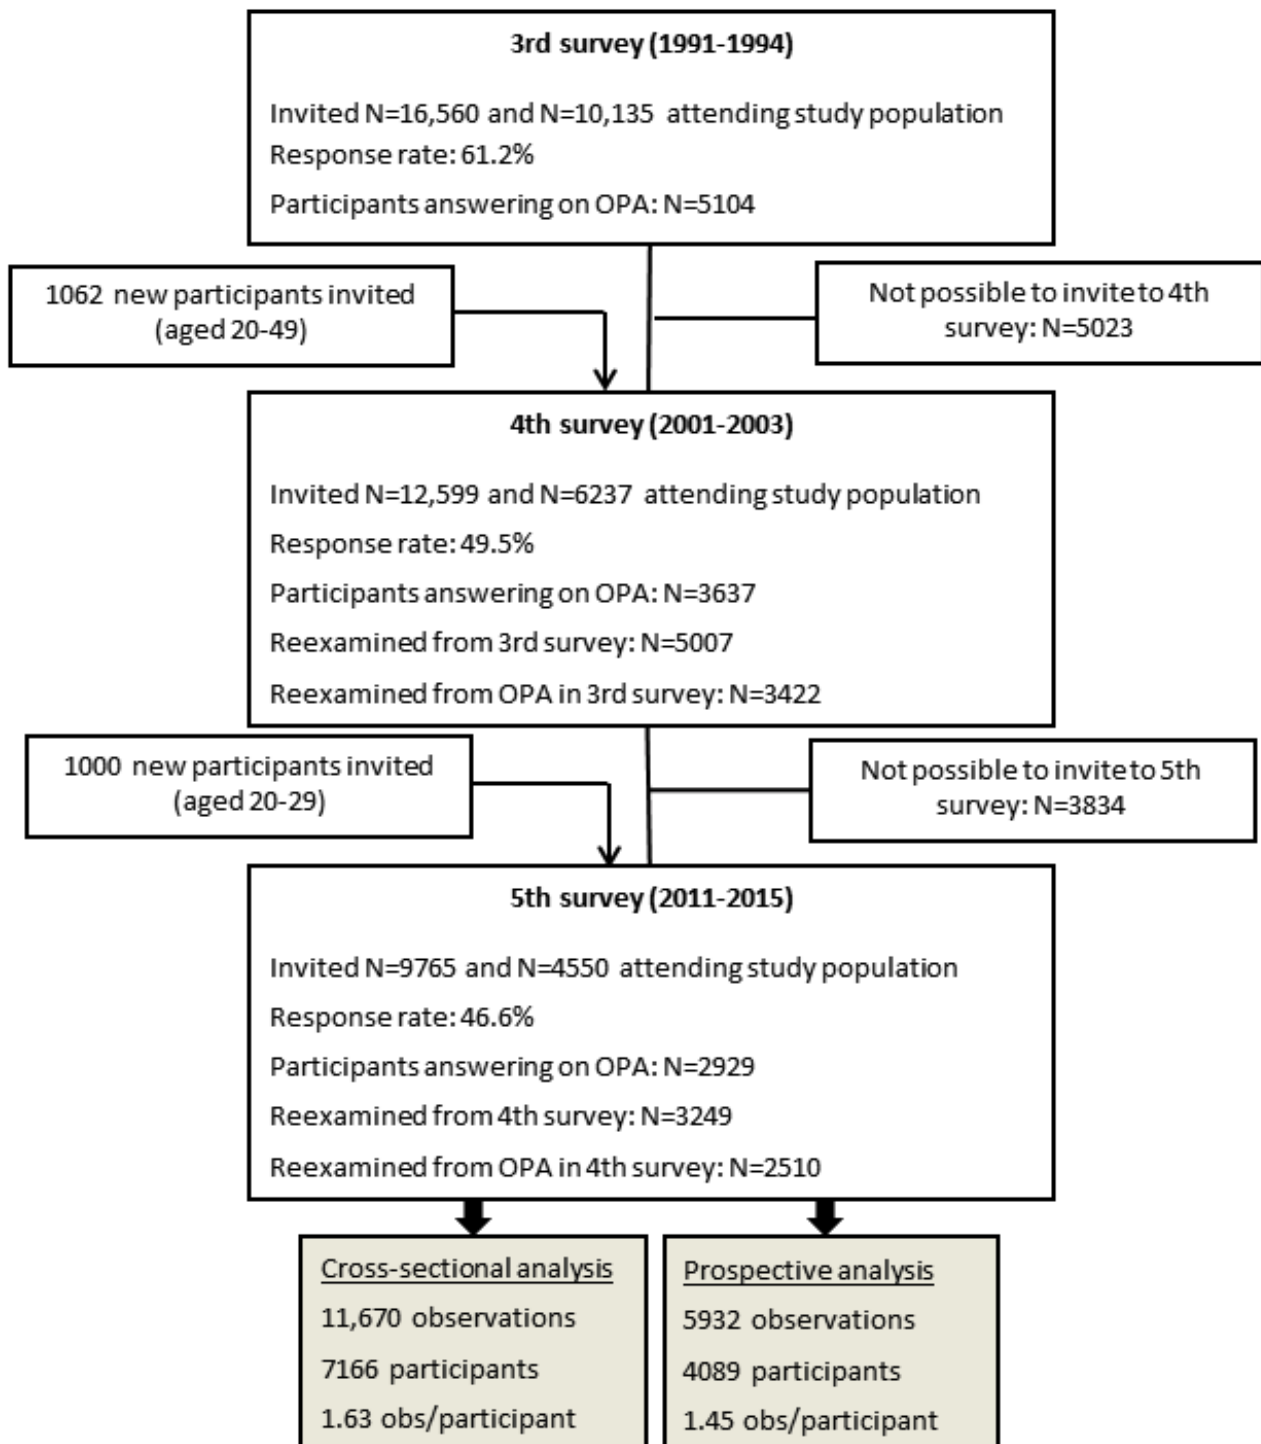 3rd survey (1991-1994)
Invited N=16,560 and N=10,135 attending study population
Response rate: 61.2%
Participants answering on OPA: N=5104
1062 new participants invited
(aged 20-49)
Not possible to invite to 4th
survey: N=5023
4th survey (2001-2003)
Invited N=12,599 and N=6237 attending study population
Response rate: 49.5%
Participants answering on OPA: N=3637
Reexamined from 3rd survey: N=5007
Reexamined from OPA in 3rd survey: N=3422
1000 new participants invited
(aged 20-29)
Not possible to invite to 5th
survey: N=3834
5th survey (2011-2015)
Invited N=9765 and N=4550 attending study population
Response rate: 46.6%
Participants answering on OPA: N=2929
Reexamined from 4th survey: N=3249
Reexamined from OPA in 4th survey: N=2510
Cross-sectional analysis
11,670 observations
7166 participants
1.63 obs/participant
Prospective analysis
5932 observations
4089 participants
1.45 obs/participant